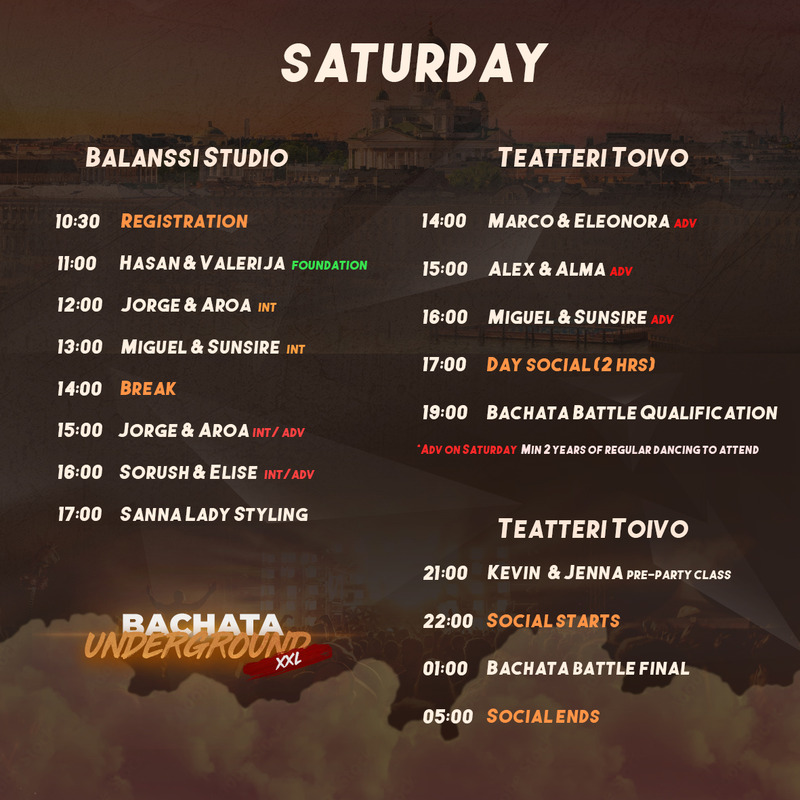 SATURDAY
BALANSSI STUDIO
10:30 REGISTRATION
11:00 HASAN & VALERIJA FOUNDATION
12:00 JORGE & AROA INT
13:00 MIGUEL & SUNSIRE INT
14:00 BREAK
15:00 JORGE & AROA INT/ ADV
16:00 SORUSH & ELISE INT/ADV
17:00 SANNA LADY STYLING
TEATTERI TOIVO
14:00 MARCO & ELEONORA ADV
15:00 ALEX & ALMA ADV
16:00 MIGUEL & SUNSIRE ADV
17:00 DAY SOCIAL (2 HRS)
19:00 BACHATA BATTLE QUALIFICATION
*ADV ON SATURDAY MIN 2 YEARS OF REGULAR DANCING TO ATTEND
TEATTERI TOIVO
21:00 KEVIN & JENNA PRE-PARTY CLASS
22:00 SOCIAL STARTS
01:00 BACHATA BATTLE FINAL
05:00 SOCIAL ENDS
BACHATA
UNDERGROUND
XXL